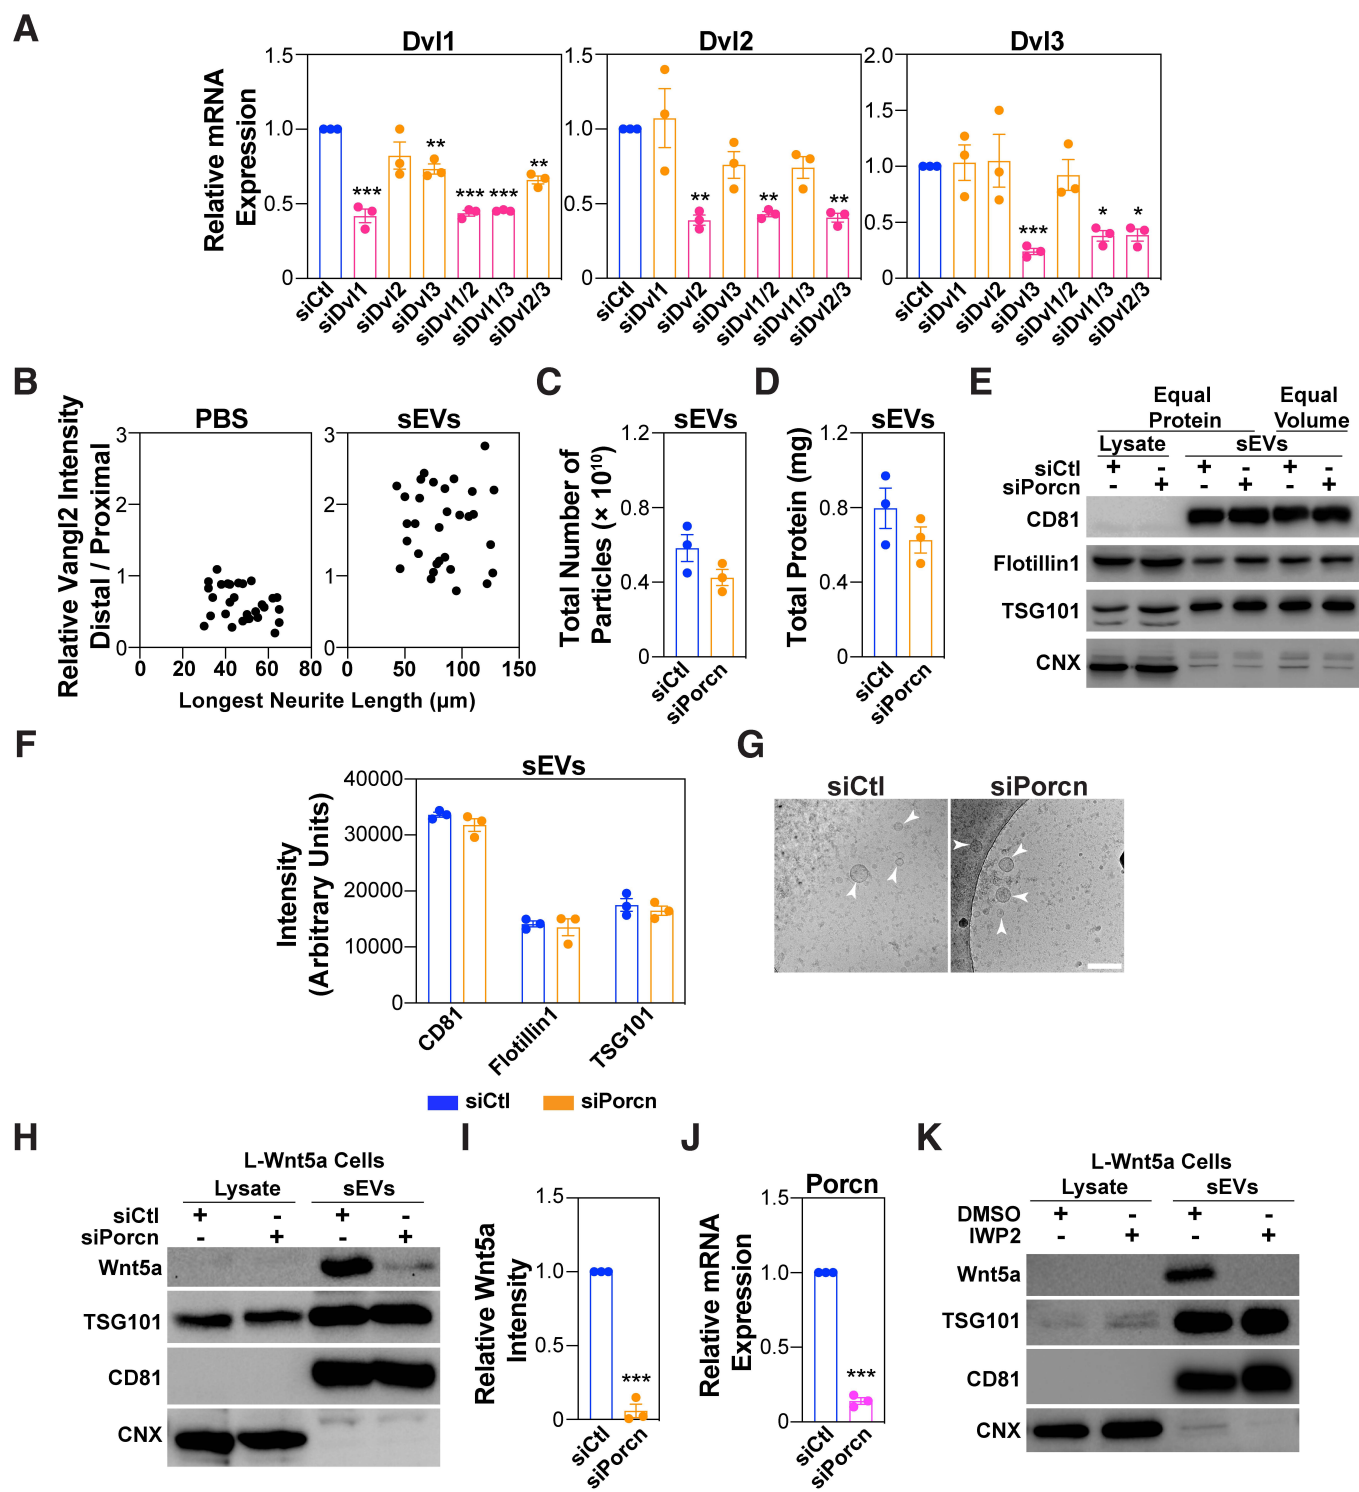 A
Dvl1
Dvl2
Dvl3
Relative mRNA
Expression
1.5
1.0
0.5
0
*** ** *** *** **
1.5
1.0
0.5
0
** ** **
2.0
1.5
1.0
0.5
0
*** * *
siCtl siDvl1 siDvl2 siDvl3 siDvl1/2 siDvl1/3 siDvl2/3
siCtl siDvl1 siDvl2 siDvl3 siDvl1/2 siDvl1/3 siDvl2/3
siCtl siDvl1 siDvl2 siDvl3 siDvl1/2 siDvl1/3 siDvl2/3
B
PBS
sEVs
Relative Vangl2 Intensity
Distal / Proximal
3
2
1
0
0 20 40 60 80
3
2
1
0
0 50 100 150
Longest Neurite Length (µm)
C
sEVs
Total Number of
Particles (× 10¹⁰)
1.2
0.8
0.4
0
siCtl
siPorcn
D
sEVs
Total Protein (mg)
1.2
0.8
0.4
0
siCtl
siPorcn
E
Equal
Protein
Equal
Volume
Lysate
sEVs
siCtl + - + - + -
siPorcn - + - + - +
CD81
Flotillin1
TSG101
CNX
F
sEVs
Intensity
(Arbitrary Units)
40000
30000
20000
10000
0
CD81
Flotillin1
TSG101
siCtl
siPorcn
G
siCtl
siPorcn
H
L-Wnt5a Cells
Lysate
sEVs
siCtl + - + -
siPorcn - + - +
Wnt5a
TSG101
CD81
CNX
I
Relative Wnt5a
Intensity
1.5
1.0
0.5
0
***
siCtl
siPorcn
J
Porcn
Relative mRNA
Expression
1.5
1.0
0.5
0
***
siCtl
siPorcn
K
L-Wnt5a Cells
Lysate
sEVs
DMSO + - + -
IWP2 - + - +
Wnt5a
TSG101
CD81
CNX